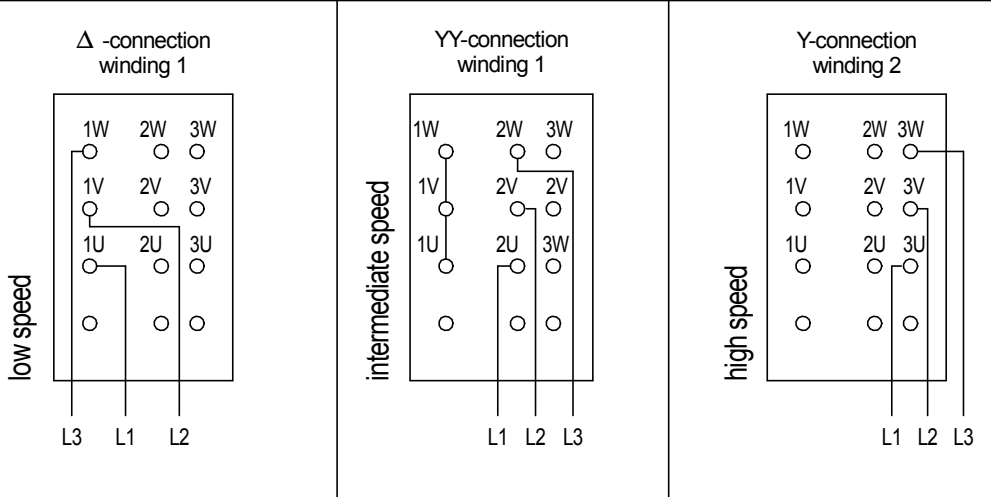 Δ -connection
winding 1
1W 2W 3W
1V 2V 3V
1U 2U 3U
low speed
L3 L1 L2
YY-connection
winding 1
1W 2W 3W
1V 2V 2V
1U 2U 3W
intermediate speed
L1 L2 L3
Y-connection
winding 2
1W 2W 3W
1V 2V 3V
1U 2U 3U
high speed
L1 L2 L3